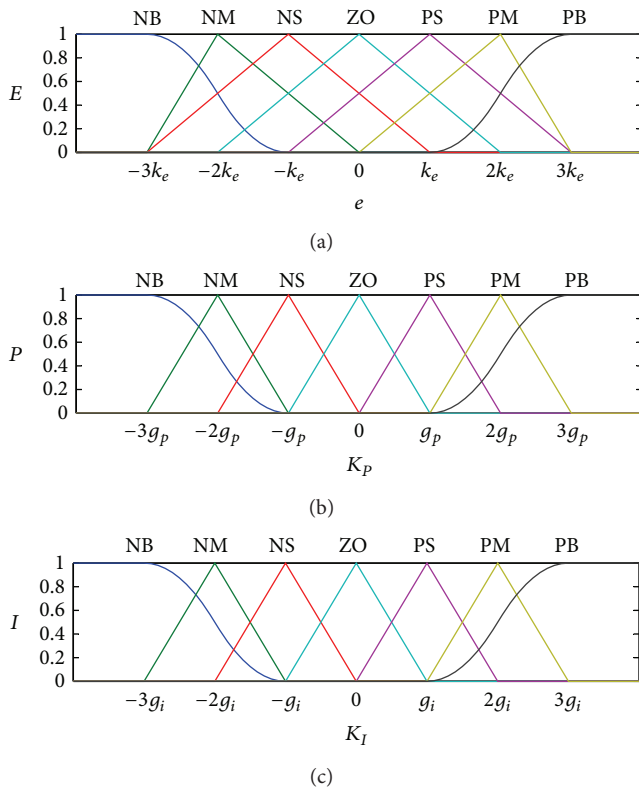 NB NM NS ZO PS PM PB
1
0.8
0.6
0.4
0.2
0
E
−3k_e −2k_e −k_e 0 k_e 2k_e 3k_e
e
(a)
NB NM NS ZO PS PM PB
1
0.8
0.6
0.4
0.2
0
P
−3g_p −2g_p −g_p 0 g_p 2g_p 3g_p
K_P
(b)
NB NM NS ZO PS PM PB
1
0.8
0.6
0.4
0.2
0
I
−3g_i −2g_i −g_i 0 g_i 2g_i 3g_i
K_I
(c)